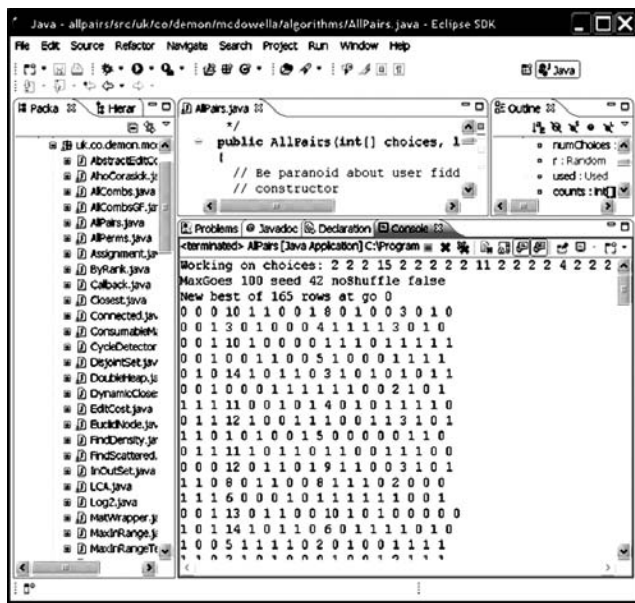 Java - allpairs/src/uk/co/demon/mcdowella/algorithms/AllPairs.java - Eclipse SDK
File Edit Source Refactor Navigate Search Project Run Window Help
Java
Packa Hierar
uk.co.demon.mc
AbstractEditCo
AhoCorasick.ja
AllCombs.java
AllCombsGF.jar
AllPairs.java
AllPerms.java
Assignment.jar
ByRank.java
Callback.java
Closest.java
Connected.jav
ConsumableMa
CycleDetector
DisjointSet.jav
DoubleHeap.ja
DynamicClose
EditCost.java
EuclidNode.jav
FindDensity.jar
FindScattered.
InOutSet.java
LCA.java
Log2.java
MatWrapper.ja
MaxInRange.ja
MaxInRangeTe
AllPairs.java
*/
public AllPairs(int[] choices, l
{
// Be paranoid about user fidd
// constructor
Outline
numChoices :
r : Random
used : Used
counts : int[]
Problems Javadoc Declaration Console
<terminated> AllPairs [Java Application] C:\Program
Working on choices: 2 2 2 15 2 2 2 2 2 11 2 2 2 2 4 2 2 2
MaxGoes 100 seed 42 noShuffle false
New best of 165 rows at go 0
0 0 0 10 1 1 0 0 1 8 0 1 0 0 3 0 1 0
0 0 1 3 0 1 0 0 0 4 1 1 1 1 3 0 1 0
0 0 1 10 1 0 0 0 0 1 1 1 0 1 1 1 1 1
0 1 0 0 1 1 0 0 1 5 0 0 1 0 1 1 1 1
0 1 0 14 1 0 1 1 0 3 1 0 1 0 1 0 1 1
0 0 1 0 0 0 1 1 1 1 1 1 0 0 2 1 0 1
1 1 1 11 0 0 1 0 1 4 0 1 0 1 1 1 1 0
0 1 1 12 1 0 0 1 1 1 0 0 1 1 3 1 0 1
1 1 0 1 0 1 0 0 1 5 0 0 0 0 0 1 1 0
0 1 1 11 1 0 1 1 0 1 1 0 0 1 1 1 0 0
0 0 0 12 0 1 1 0 1 9 1 1 0 0 3 1 0 1
1 1 0 8 0 1 1 0 0 8 1 1 1 0 2 0 0 0
1 1 1 6 0 0 0 1 0 1 1 1 1 1 1 0 0 1
0 0 1 13 0 1 1 0 0 10 1 0 1 0 0 0 0 0
1 0 1 14 1 0 1 1 0 6 0 1 1 1 1 0 1 0
1 0 0 5 1 1 1 1 0 2 0 1 0 0 1 1 1 1